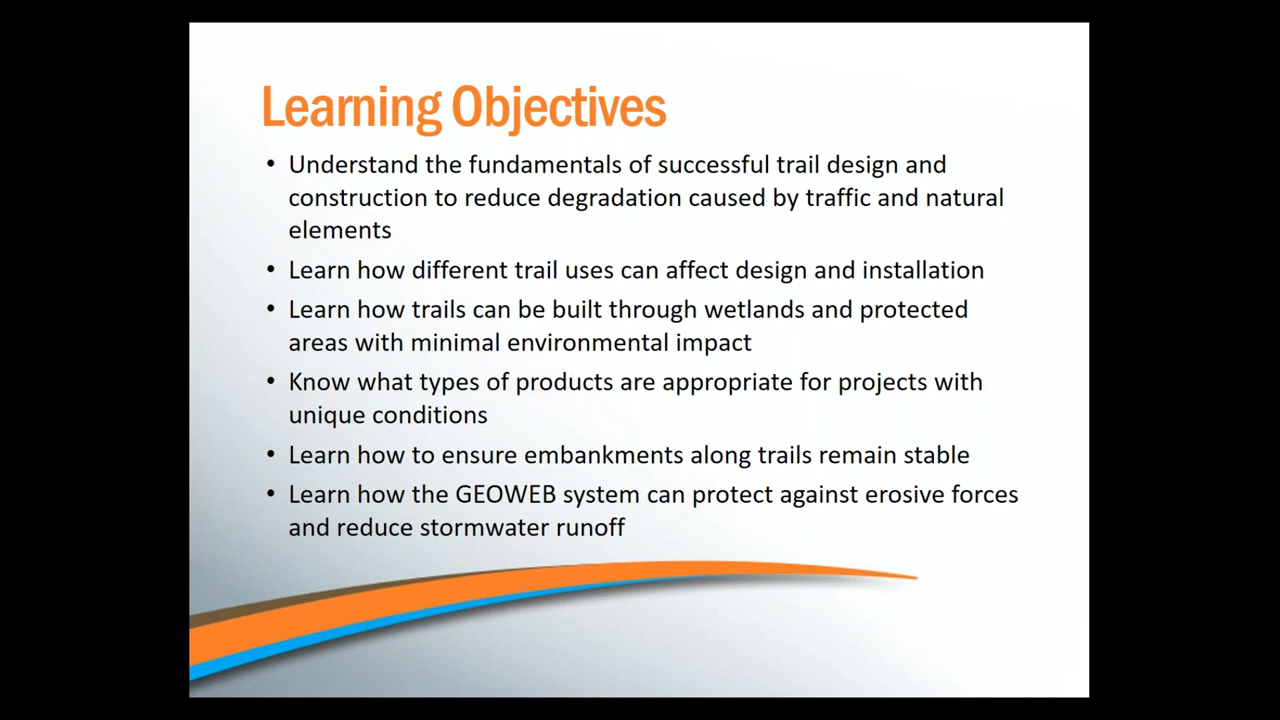 Learning Objectives
• Understand the fundamentals of successful trail design and
construction to reduce degradation caused by traffic and natural
elements
• Learn how different trail uses can affect design and installation
• Learn how trails can be built through wetlands and protected
areas with minimal environmental impact
• Know what types of products are appropriate for projects with
unique conditions
• Learn how to ensure embankments along trails remain stable
• Learn how the GEOWEB system can protect against erosive forces
and reduce stormwater runoff